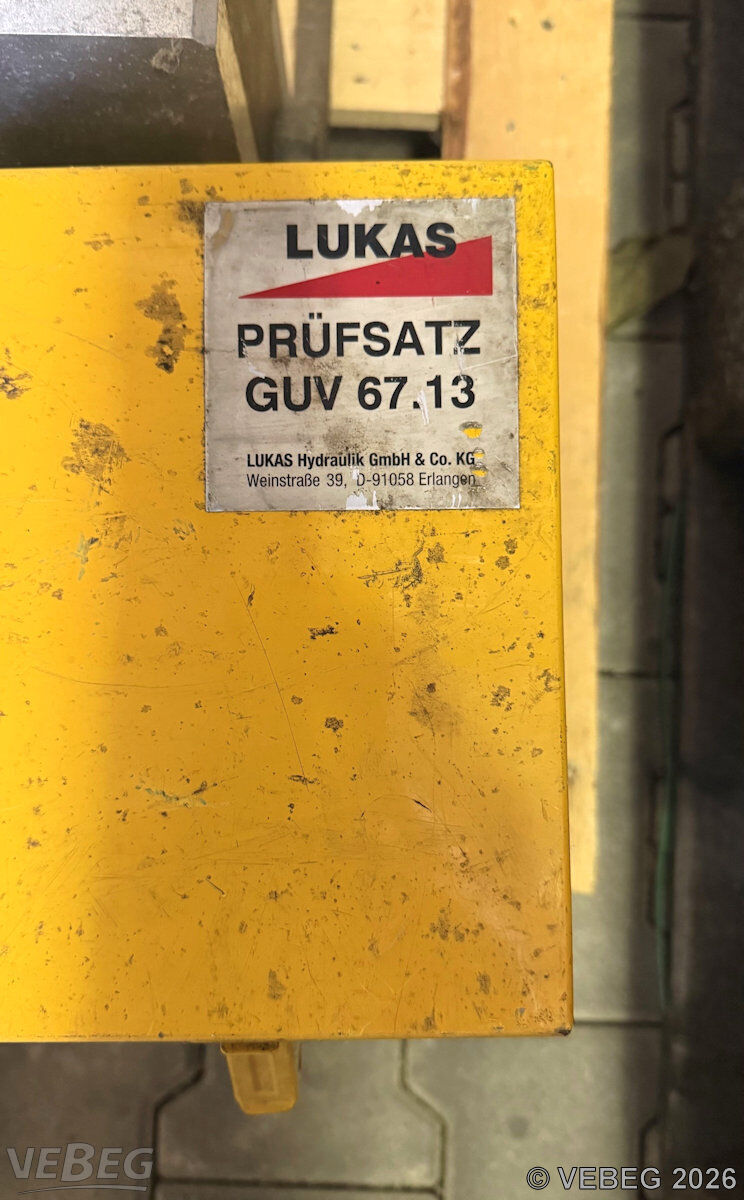 LUKAS
PRÜFSATZ
GUV 67.13
LUKAS Hydraulik GmbH & Co. KG
Weinstraße 39, D-91058 Erlangen
VEBEG
© VEBEG 2026